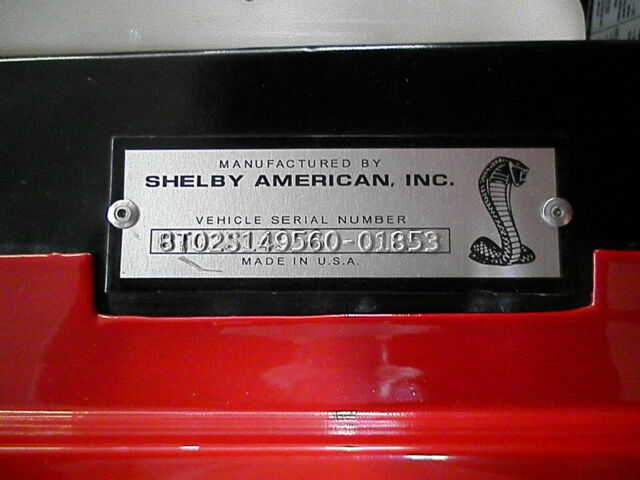 MANUFACTURED BY
SHELBY AMERICAN, INC.
VEHICLE SERIAL NUMBER
8T02S149560-01853
MADE IN U.S.A.